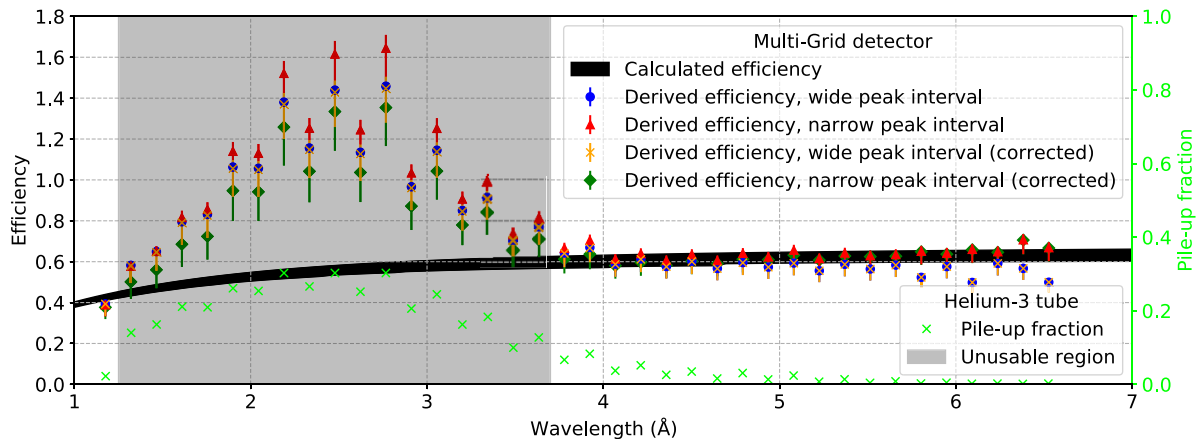 1.8
1.6
1.4
1.2
1.0
0.8
0.6
0.4
0.2
0.0
Efficiency
1
2
3
4
5
6
7
Wavelength (Å)
1.0
0.8
0.6
0.4
0.2
0.0
Pile-up fraction
Multi-Grid detector
Calculated efficiency
Derived efficiency, wide peak interval
Derived efficiency, narrow peak interval
Derived efficiency, wide peak interval (corrected)
Derived efficiency, narrow peak interval (corrected)
Helium-3 tube
Pile-up fraction
Unusable region